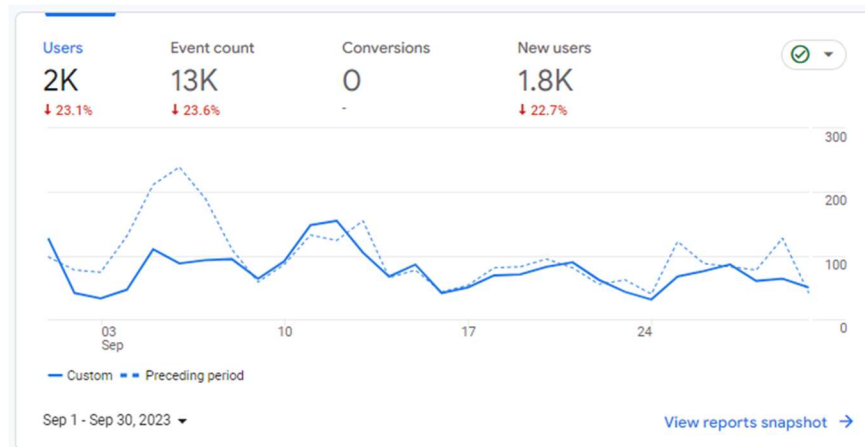 Users Event count Conversions New users
2K 13K 0 1.8K
↓ 23.1% ↓ 23.6% - ↓ 22.7%
300
200
100
0
03 10 17 24
Sep
Custom Preceding period
Sep 1 - Sep 30, 2023 View reports snapshot →